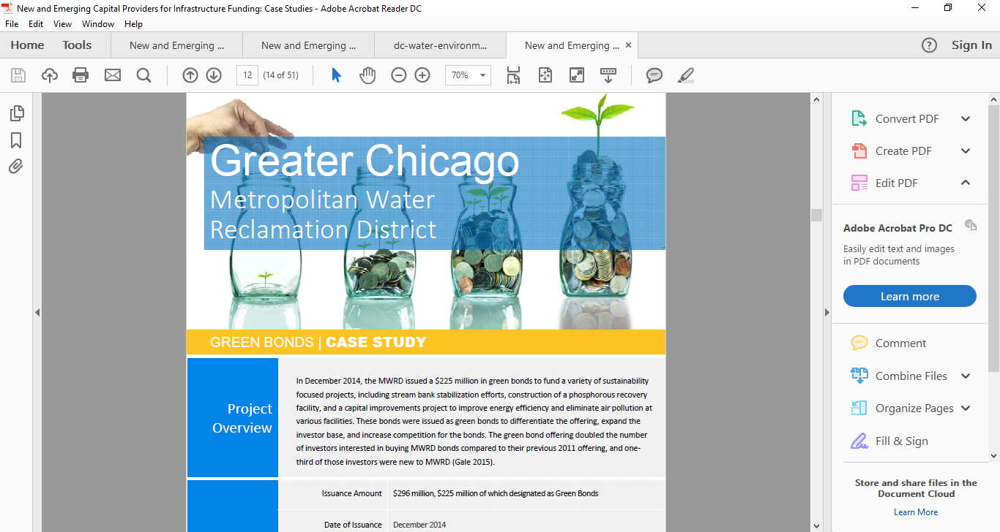 New and Emerging Capital Providers for Infrastructure Funding: Case Studies - Adobe Acrobat Reader DC
File Edit View Window Help
Home Tools New and Emerging ... New and Emerging ... dc-water-environm... New and Emerging ... × ? Sign In
12 (14 of 51) 70%
Greater Chicago
Metropolitan Water
Reclamation District
GREEN BONDS | CASE STUDY
Project
Overview
In December 2014, the MWRD issued a $225 million in green bonds to fund a variety of sustainability
focused projects, including stream bank stabilization efforts, construction of a phosphorous recovery
facility, and a capital improvements project to improve energy efficiency and eliminate air pollution at
various facilities. These bonds were issued as green bonds to differentiate the offering, expand the
investor base, and increase competition for the bonds. The green bond offering doubled the number
of investors interested in buying MWRD bonds compared to their previous 2011 offering, and one-
third of those investors were new to MWRD (Gale 2015).
Issuance Amount $296 million, $225 million of which designated as Green Bonds
Date of Issuance December 2014
Convert PDF
Create PDF
Edit PDF
Adobe Acrobat Pro DC
Easily edit text and images
in PDF documents
Learn more
Comment
Combine Files
Organize Pages
Fill & Sign
Store and share files in the
Document Cloud
Learn More